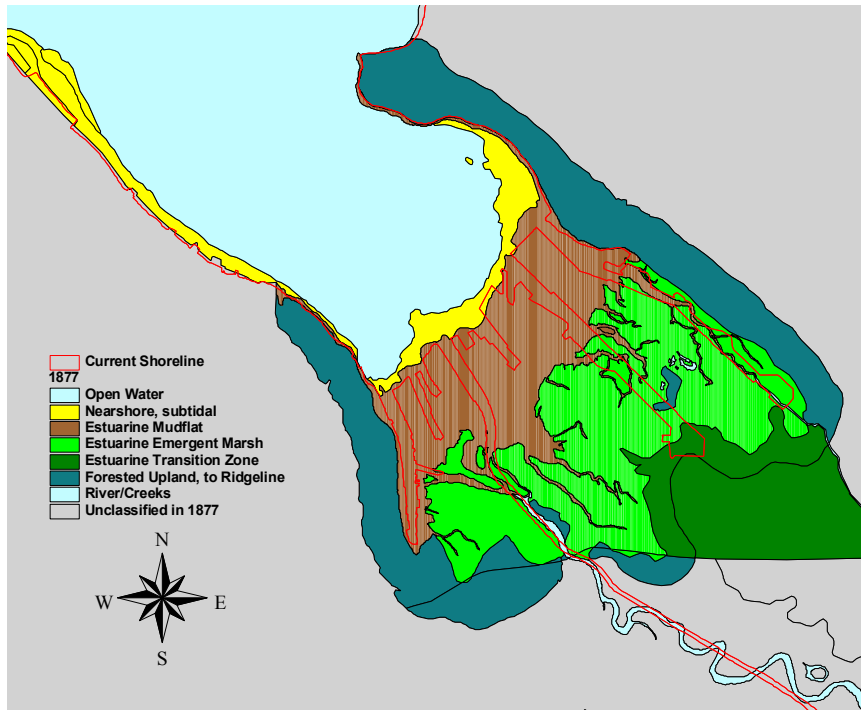 Current Shoreline
1877
Open Water
Nearshore, subtidal
Estuarine Mudflat
Estuarine Emergent Marsh
Estuarine Transition Zone
Forested Upland, to Ridgeline
River/Creeks
Unclassified in 1877
N
W E
S